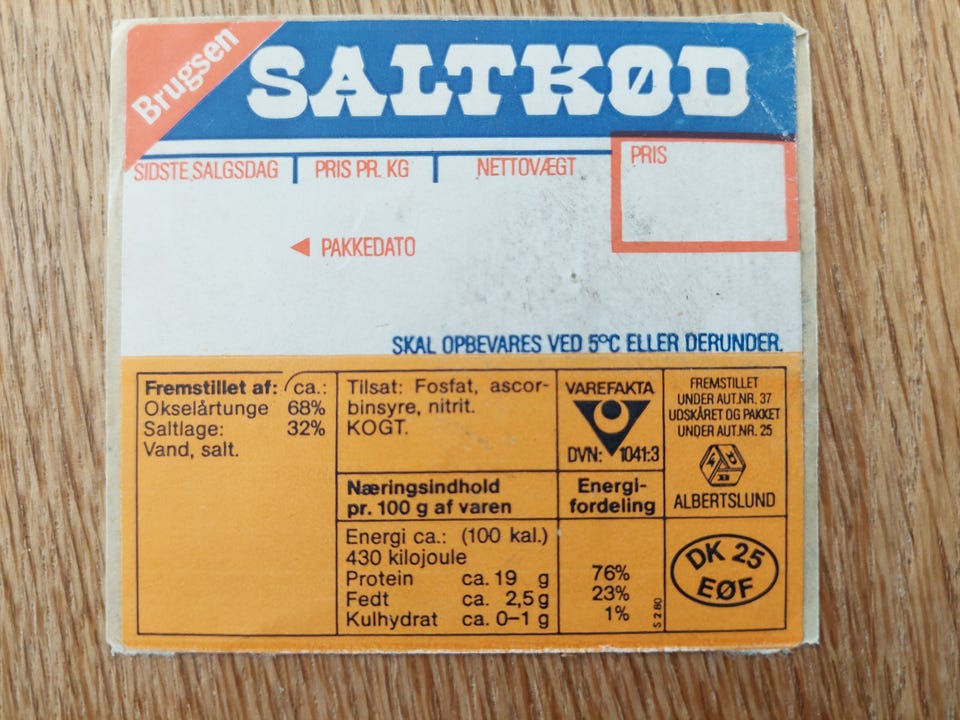 Brugsen
SALTKØD
SIDSTE SALGSDAG
PRIS PR. KG
NETTOVÆGT
PRIS
PAKKEDATO
SKAL OPBEVARES VED 5°C ELLER DERUNDER.
Fremstillet af: ca.:
Okselårtunge 68%
Saltlage: 32%
Vand, salt.
Tilsat: Fosfat, ascor-
binsyre, nitrit.
KOGT.
VAREFAKTA
DVN: 1041:3
FREMSTILLET
UNDER AUT.NR. 37
UDSKÅRET OG PAKKET
UNDER AUT.NR. 25
ALBERTSLUND
Næringsindhold
pr. 100 g af varen
Energi-
fordeling
Energi ca.: (100 kal.)
430 kilojoule
Protein ca. 19 g 76%
Fedt ca. 2,5 g 23%
Kulhydrat ca. 0–1 g 1%
S 2 80
DK 25
EØF